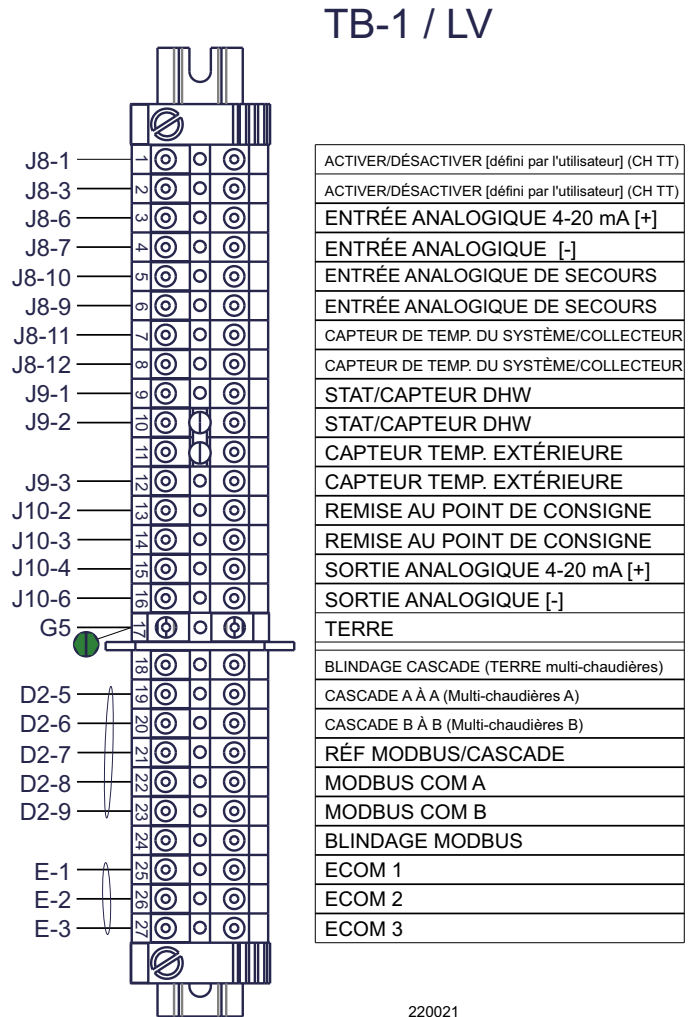 TB-1 / LV
J8-1 1 ACTIVER/DÉSACTIVER [défini par l'utilisateur] (CH TT)
J8-3 2 ACTIVER/DÉSACTIVER [défini par l'utilisateur] (CH TT)
J8-6 3 ENTRÉE ANALOGIQUE 4-20 mA [+]
J8-7 4 ENTRÉE ANALOGIQUE [-]
J8-10 5 ENTRÉE ANALOGIQUE DE SECOURS
J8-9 6 ENTRÉE ANALOGIQUE DE SECOURS
J8-11 7 CAPTEUR DE TEMP. DU SYSTÈME/COLLECTEUR
J8-12 8 CAPTEUR DE TEMP. DU SYSTÈME/COLLECTEUR
J9-1 9 STAT/CAPTEUR DHW
J9-2 10 STAT/CAPTEUR DHW
11 CAPTEUR TEMP. EXTÉRIEURE
J9-3 12 CAPTEUR TEMP. EXTÉRIEURE
J10-2 13 REMISE AU POINT DE CONSIGNE
J10-3 14 REMISE AU POINT DE CONSIGNE
J10-4 15 SORTIE ANALOGIQUE 4-20 mA [+]
J10-6 16 SORTIE ANALOGIQUE [-]
G5 17 TERRE
18 BLINDAGE CASCADE (TERRE multi-chaudières)
D2-5 19 CASCADE A À A (Multi-chaudières A)
D2-6 20 CASCADE B À B (Multi-chaudières B)
D2-7 21 RÉF MODBUS/CASCADE
D2-8 22 MODBUS COM A
D2-9 23 MODBUS COM B
24 BLINDAGE MODBUS
E-1 25 ECOM 1
E-2 26 ECOM 2
E-3 27 ECOM 3
220021